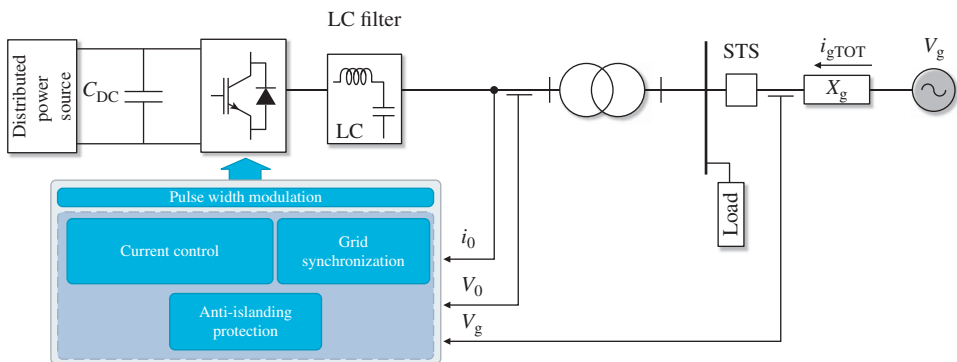 LC filter
Distributed
power
source
C_DC
LC
STS
i_gTOT
V_g
X_g
Load
Pulse width modulation
Current control
Grid
synchronization
Anti-islanding
protection
i_0
V_0
V_g